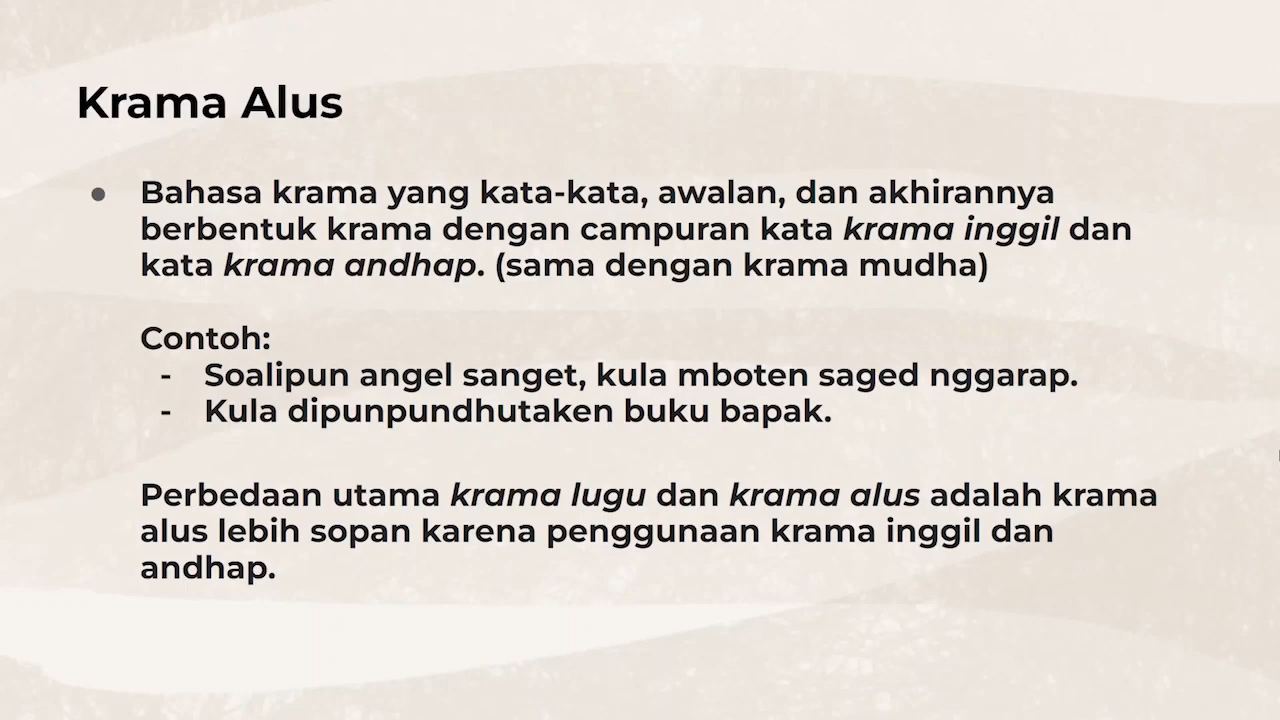 Krama Alus
● Bahasa krama yang kata-kata, awalan, dan akhirannya
berbentuk krama dengan campuran kata krama inggil dan
kata krama andhap. (sama dengan krama mudha)
Contoh:
- Soalipun angel sanget, kula mboten saged nggarap.
- Kula dipunpundhutaken buku bapak.
Perbedaan utama krama lugu dan krama alus adalah krama
alus lebih sopan karena penggunaan krama inggil dan
andhap.